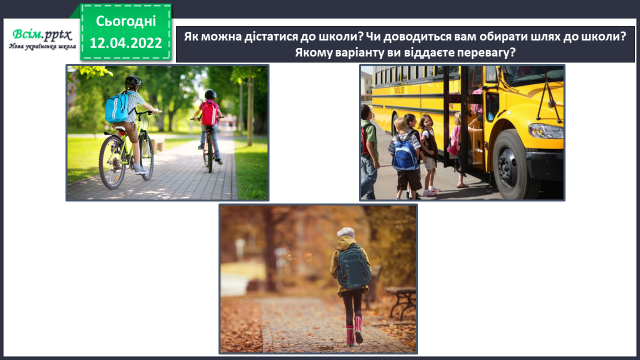 Всім.pptx
Нова українська школа
Сьогодні
12.04.2022
Як можна дістатися до школи? Чи доводиться вам обирати шлях до школи?
Якому варіанту ви віддаєте перевагу?